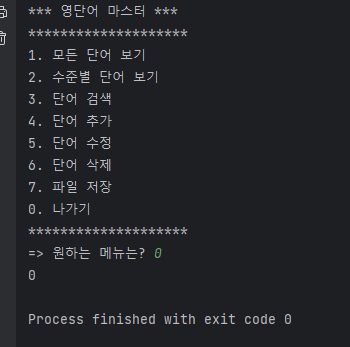 *** 영단어 마스터 ***
********************
1. 모든 단어 보기
2. 수준별 단어 보기
3. 단어 검색
4. 단어 추가
5. 단어 수정
6. 단어 삭제
7. 파일 저장
0. 나가기
********************
=> 원하는 메뉴는? 0
0
Process finished with exit code 0